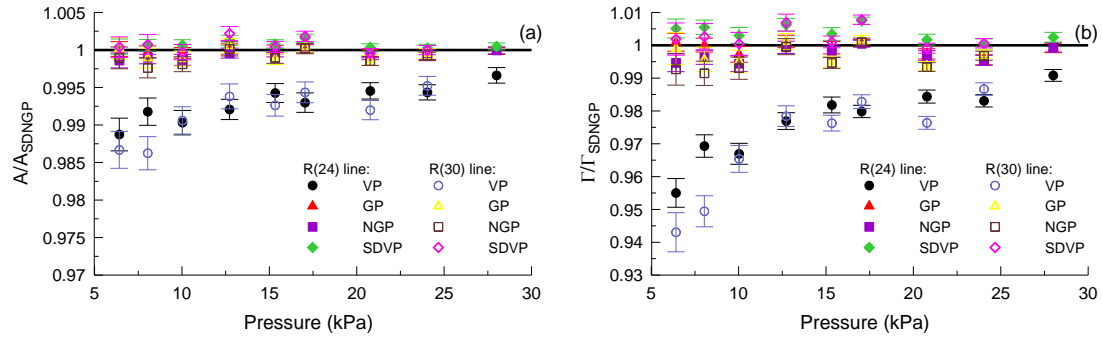 1.005
1
0.995
0.99
0.985
0.98
0.975
0.97
A/A_SDNGP
(a)
R(24) line: R(30) line:
VP VP
GP GP
NGP NGP
SDVP SDVP
5 10 15 20 25 30
Pressure (kPa)
1.01
1
0.99
0.98
0.97
0.96
0.95
0.94
0.93
Γ/Γ_SDNGP
(b)
R(24) line: R(30) line:
VP VP
GP GP
NGP NGP
SDVP SDVP
5 10 15 20 25 30
Pressure (kPa)